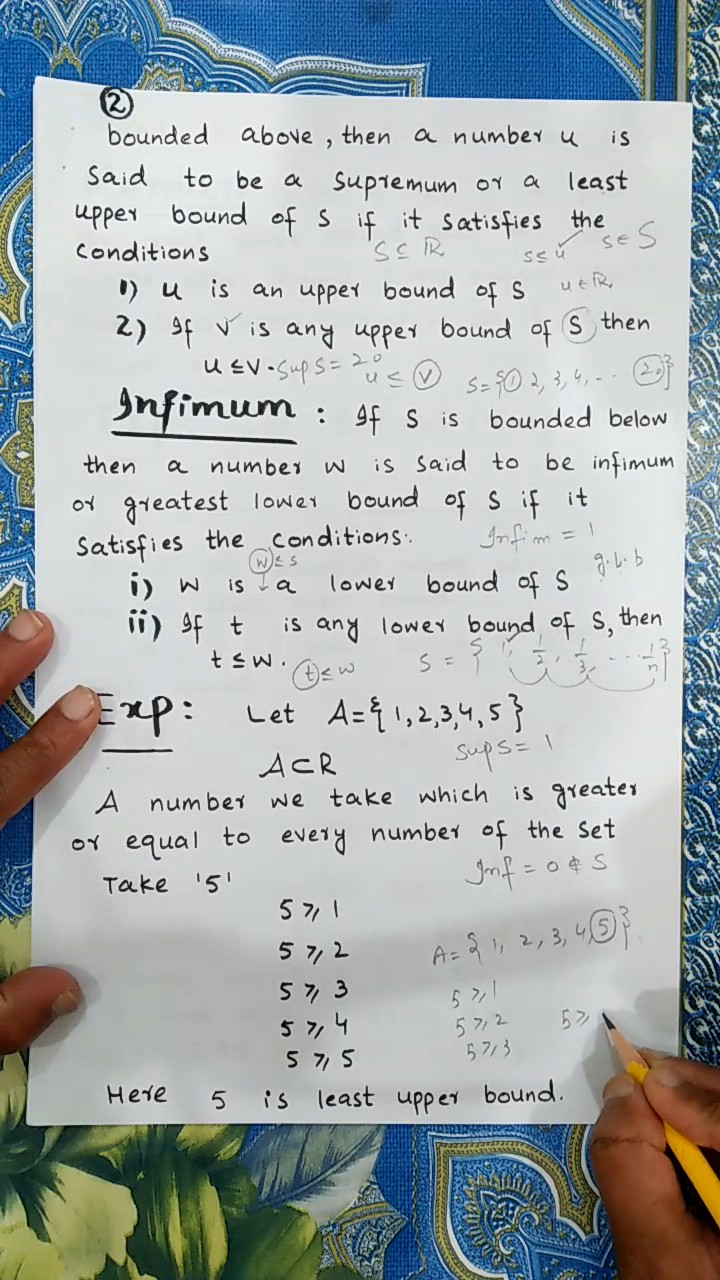 ②
bounded above, then a number u is
Said to be a Supremum or a least
upper bound of S if it satisfies the
Conditions
S ⊆ ℝ
s ≤ u s ∈ S
1) u is an upper bound of S
u ∈ ℝ
2) If v is any upper bound of S then
u ≤ v.
Sup S = 20
u ≤ v
S = {1, 2, 3, 4, ... 20}
Infimum : If S is bounded below
then a number w is said to be infimum
or greatest lower bound of S if it
Satisfies the Conditions:
Infim = 1
w ≤ s
g.l.b
i) w is a lower bound of S
ii) If t is any lower bound of S, then
t ≤ w.
t ≤ w
S = { 1, 1/2, 1/3, ... 1/n }
Exp: Let A = {1,2,3,4,5}
Sup S = 1
A⊂R
A number we take which is greater
or equal to every number of the set
Take '5'
Inf = 0 ∉ S
5 ≥ 1
5 ≥ 2
5 ≥ 3
5 ≥ 4
5 ≥ 5
A = { 1, 2, 3, 4, 5 }
5 ≥ 1
5 ≥ 2
5 ≥ 3
5 ≥
Here 5 is least upper bound.